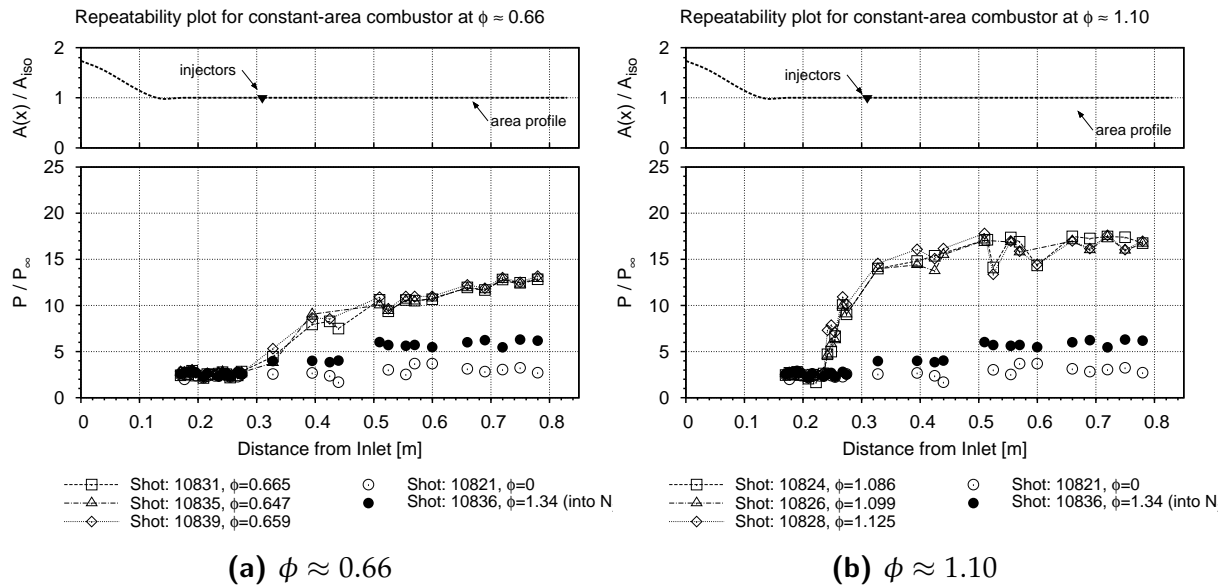 Repeatability plot for constant-area combustor at ϕ ≈ 0.66
A(x) / A_iso
2
1
0
injectors
area profile
P / P_∞
25
20
15
10
5
0
0 0.1 0.2 0.3 0.4 0.5 0.6 0.7 0.8
Distance from Inlet [m]
Shot: 10831, ϕ=0.665
Shot: 10835, ϕ=0.647
Shot: 10839, ϕ=0.659
Shot: 10821, ϕ=0
Shot: 10836, ϕ=1.34 (into N
(a) ϕ ≈ 0.66
Repeatability plot for constant-area combustor at ϕ ≈ 1.10
A(x) / A_iso
2
1
0
injectors
area profile
P / P_∞
25
20
15
10
5
0
0 0.1 0.2 0.3 0.4 0.5 0.6 0.7 0.8
Distance from Inlet [m]
Shot: 10824, ϕ=1.086
Shot: 10826, ϕ=1.099
Shot: 10828, ϕ=1.125
Shot: 10821, ϕ=0
Shot: 10836, ϕ=1.34 (into N
(b) ϕ ≈ 1.10